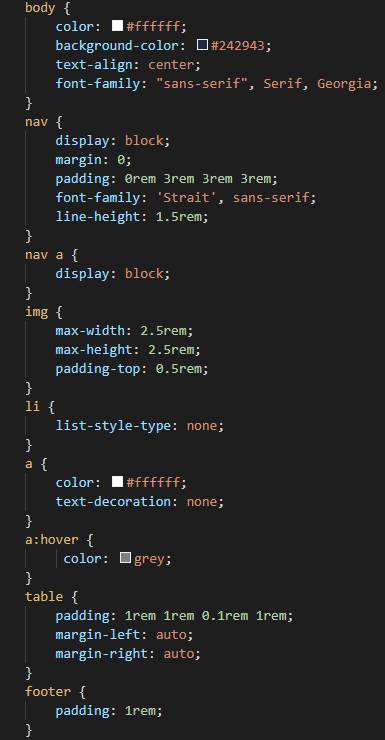 body {
    color: #ffffff;
    background-color: #242943;
    text-align: center;
    font-family: "sans-serif", Serif, Georgia;
}
nav {
    display: block;
    margin: 0;
    padding: 0rem 3rem 3rem 3rem;
    font-family: 'Strait', sans-serif;
    line-height: 1.5rem;
}
nav a {
    display: block;
}
img {
    max-width: 2.5rem;
    max-height: 2.5rem;
    padding-top: 0.5rem;
}
li {
    list-style-type: none;
}
a {
    color: #ffffff;
    text-decoration: none;
}
a:hover {
     color: grey;
}
table {
    padding: 1rem 1rem 0.1rem 1rem;
    margin-left: auto;
    margin-right: auto;
}
footer {
    padding: 1rem;
}